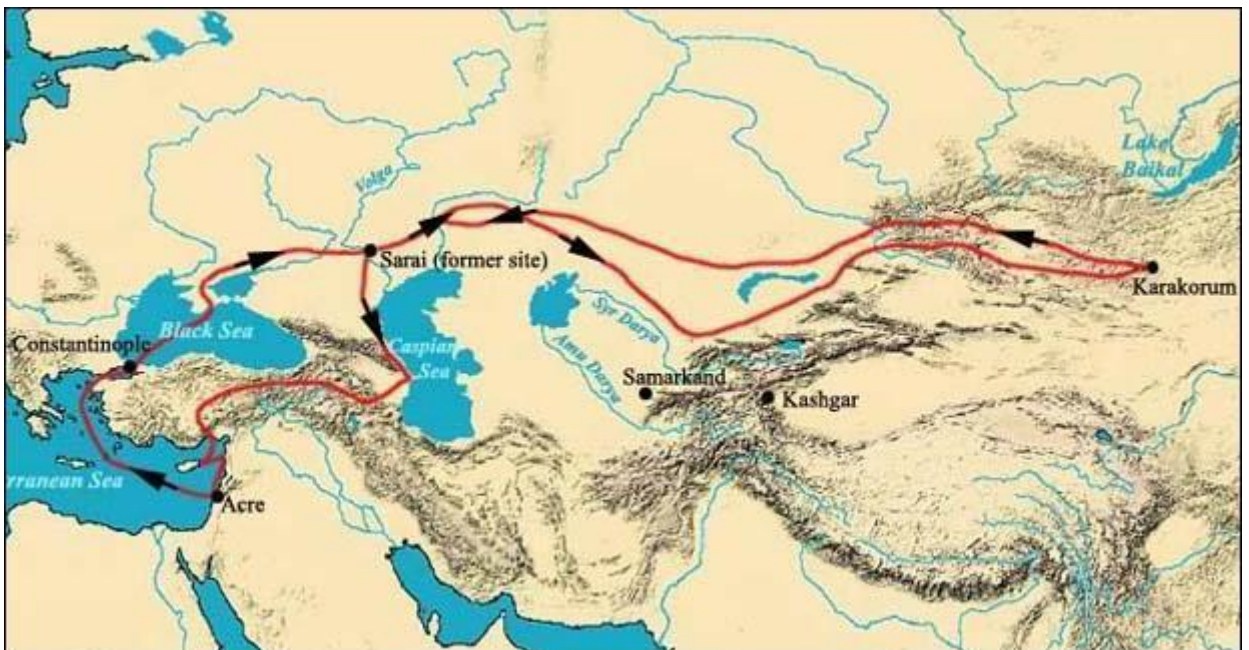 Lake
Baikal
Volga
Sarai (former site)
Karakorum
Black Sea
Constantinople
Caspian
Sea
Syr Darya
Amu Darya
Samarkand
Kashgar
rranean Sea
Acre